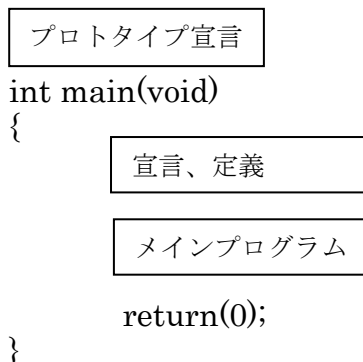 プロトタイプ宣言
int main(void)
{
宣言、定義
メインプログラム
return(0);
}